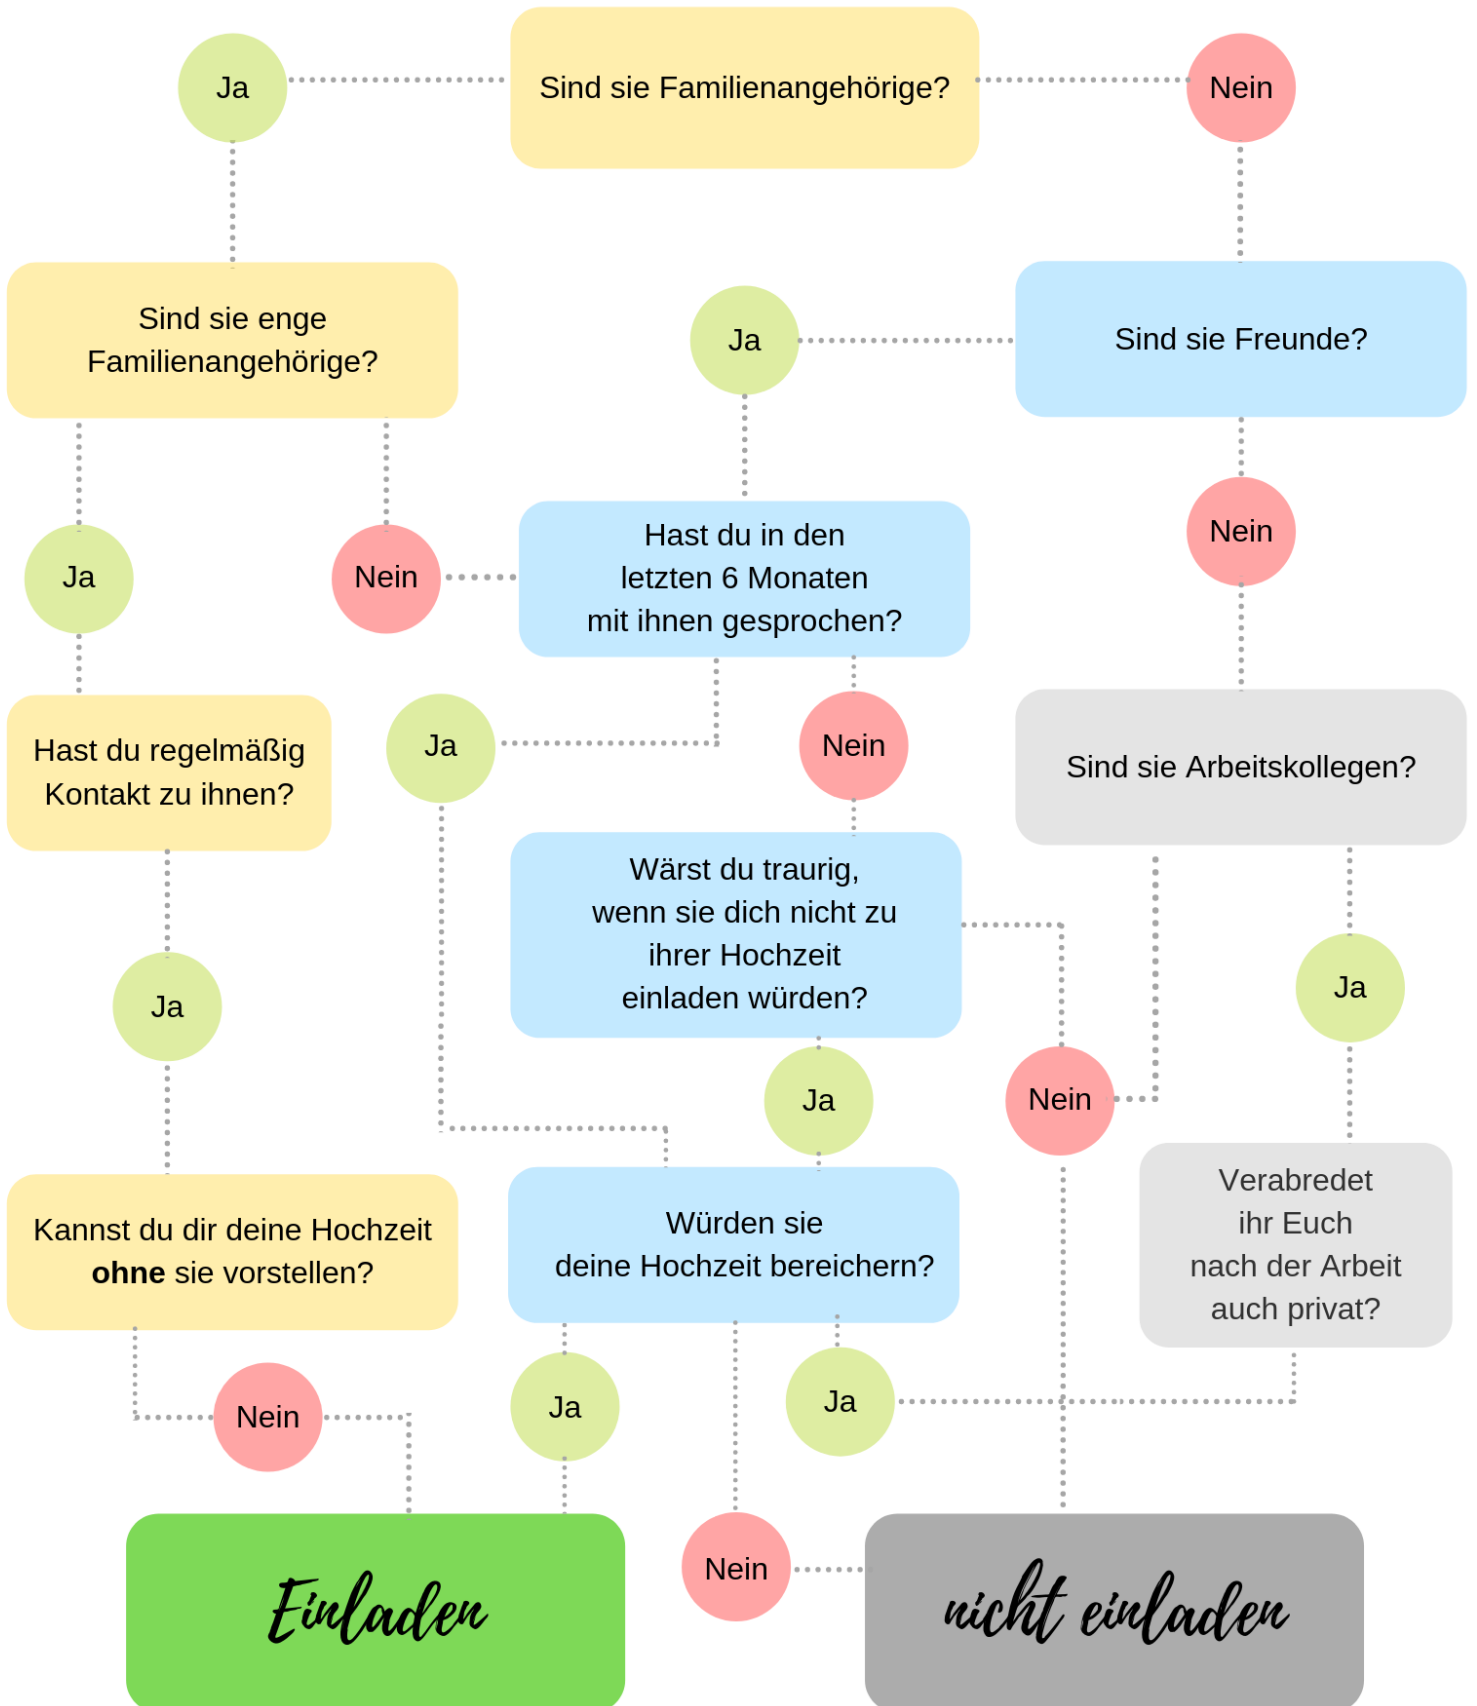 Ja
Sind sie Familienangehörige?
Nein
Sind sie enge
Familienangehörige?
Ja
Sind sie Freunde?
Ja
Nein
Hast du in den
letzten 6 Monaten
mit ihnen gesprochen?
Nein
Hast du regelmäßig
Kontakt zu ihnen?
Ja
Nein
Sind sie Arbeitskollegen?
Wärst du traurig,
wenn sie dich nicht zu
ihrer Hochzeit
einladen würden?
Ja
Ja
Ja
Nein
Kannst du dir deine Hochzeit
ohne sie vorstellen?
Würden sie
deine Hochzeit bereichern?
Verabredet
ihr Euch
nach der Arbeit
auch privat?
Nein
Ja
Ja
Einladen
Nein
nicht einladen